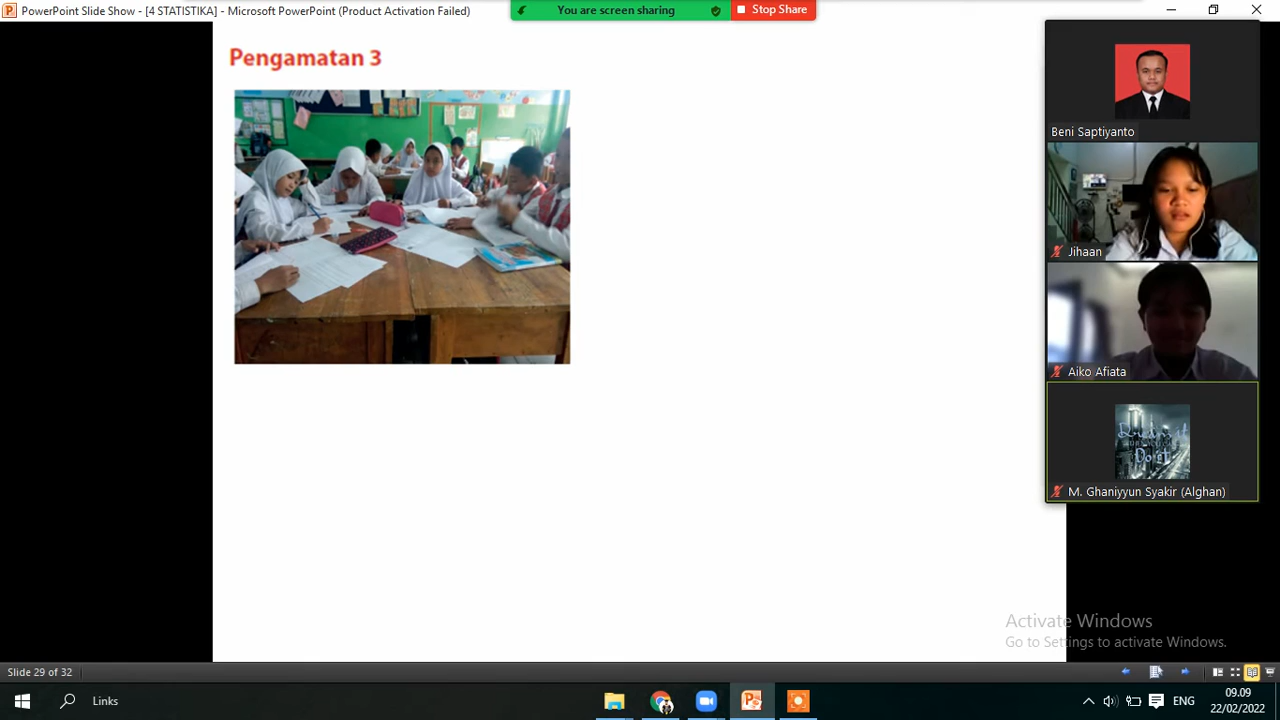 PowerPoint Slide Show - [4 STATISTIKA] - Microsoft PowerPoint (Product Activation Failed)
You are screen sharing
Stop Share
Pengamatan 3
Beni Saptiyanto
Jihaan
Aiko Afiata
Do it
M. Ghaniyyun Syakir (Alghan)
Activate Windows
Go to Settings to activate Windows.
Slide 29 of 32
Links
ENG
09.09
22/02/2022